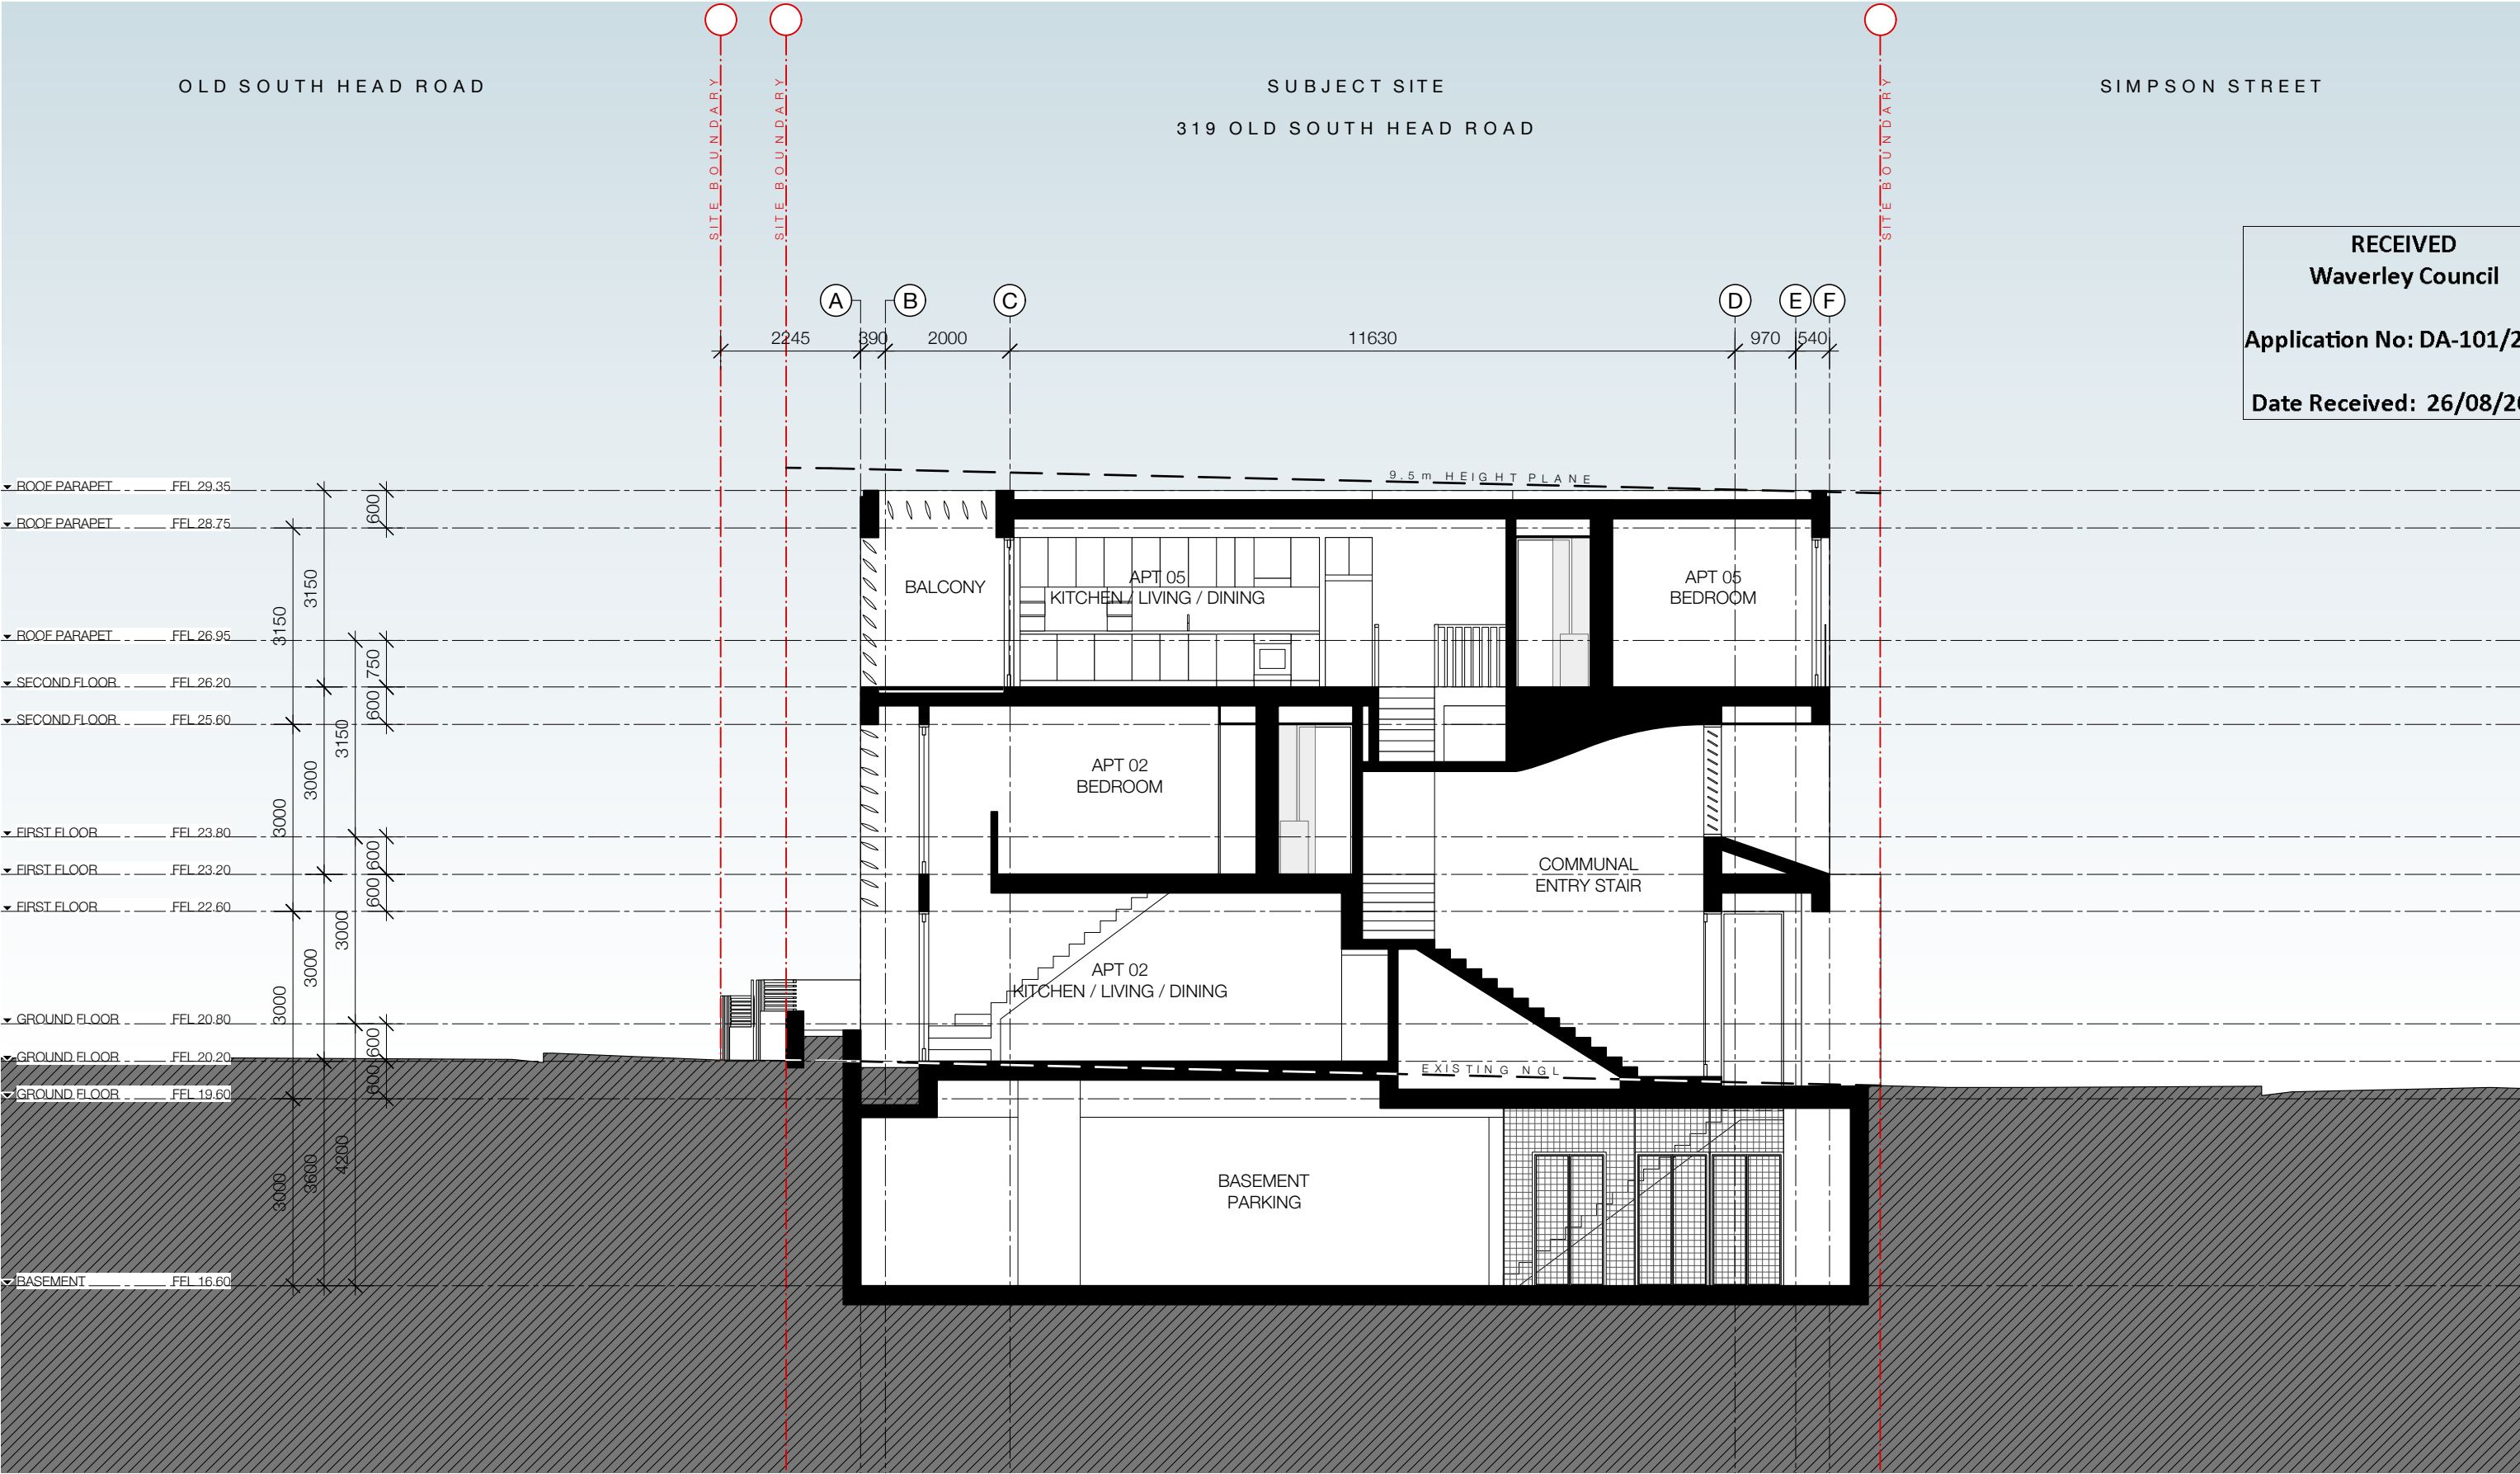 OLD SOUTH HEAD ROAD
SUBJECT SITE
319 OLD SOUTH HEAD ROAD
SIMPSON STREET
SITE BOUNDARY
SITE BOUNDARY
SITE BOUNDARY
RECEIVED
Waverley Council
Application No: DA-101/2
Date Received: 26/08/20
A
B
C
D
E
F
2245
390
2000
11630
970
540
9.5m HEIGHT PLANE
ROOF PARAPET FFL 29.35
ROOF PARAPET FFL 28.75
ROOF PARAPET FFL 26.95
SECOND FLOOR FFL 26.20
SECOND FLOOR FFL 25.60
FIRST FLOOR FFL 23.80
FIRST FLOOR FFL 23.20
FIRST FLOOR FFL 22.60
GROUND FLOOR FFL 20.80
GROUND FLOOR FFL 20.20
GROUND FLOOR FFL 19.60
BASEMENT FFL 16.60
3150
3000
3000
3000
3150
3000
3000
3600
3150
3000
4200
600
750
600
600
600
600
600
BALCONY
APT 05
KITCHEN / LIVING / DINING
APT 05
BEDROOM
APT 02
BEDROOM
COMMUNAL
ENTRY STAIR
APT 02
KITCHEN / LIVING / DINING
EXISTING NGL
BASEMENT
PARKING